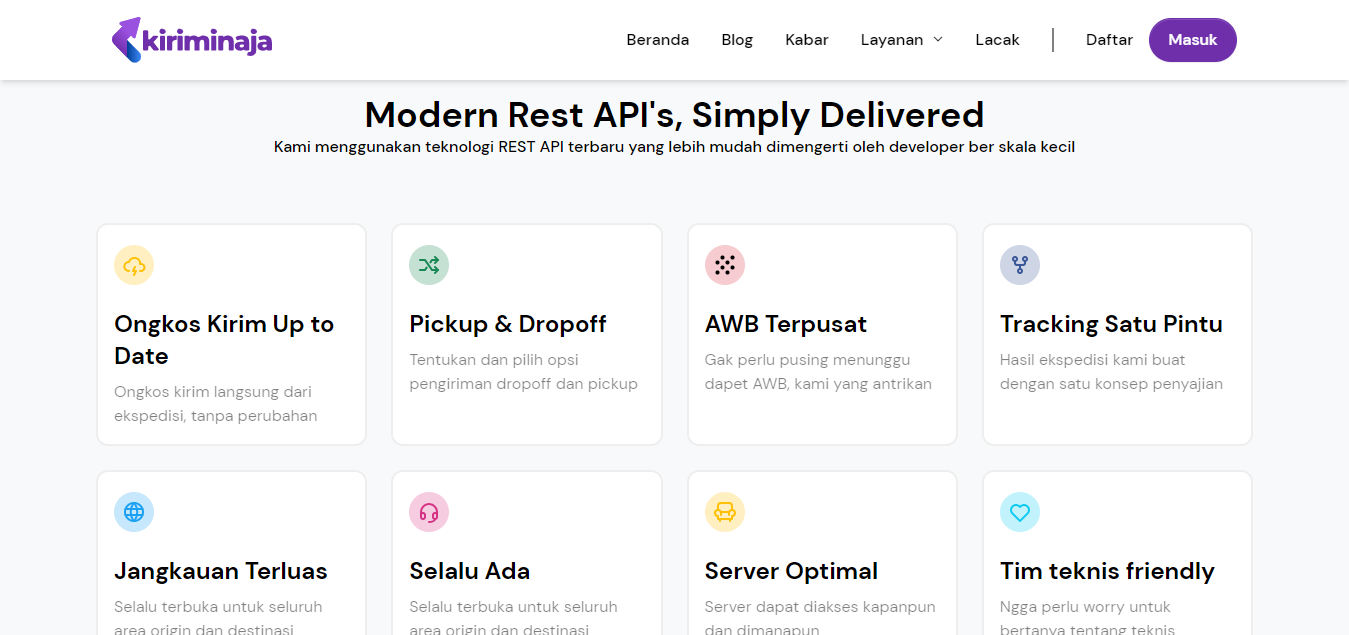 kiriminaja
Beranda Blog Kabar Layanan Lacak Daftar Masuk
Modern Rest API's, Simply Delivered
Kami menggunakan teknologi REST API terbaru yang lebih mudah dimengerti oleh developer ber skala kecil
Ongkos Kirim Up to
Date
Ongkos kirim langsung dari
ekspedisi, tanpa perubahan
Pickup & Dropoff
Tentukan dan pilih opsi
pengiriman dropoff dan pickup
AWB Terpusat
Gak perlu pusing menunggu
dapet AWB, kami yang antrikan
Tracking Satu Pintu
Hasil ekspedisi kami buat
dengan satu konsep penyajian
Jangkauan Terluas
Selalu terbuka untuk seluruh
area origin dan destinasi
Selalu Ada
Selalu terbuka untuk seluruh
area origin dan destinasi
Server Optimal
Server dapat diakses kapanpun
dan dimanapun
Tim teknis friendly
Ngga perlu worry untuk
bertanya tentang teknis